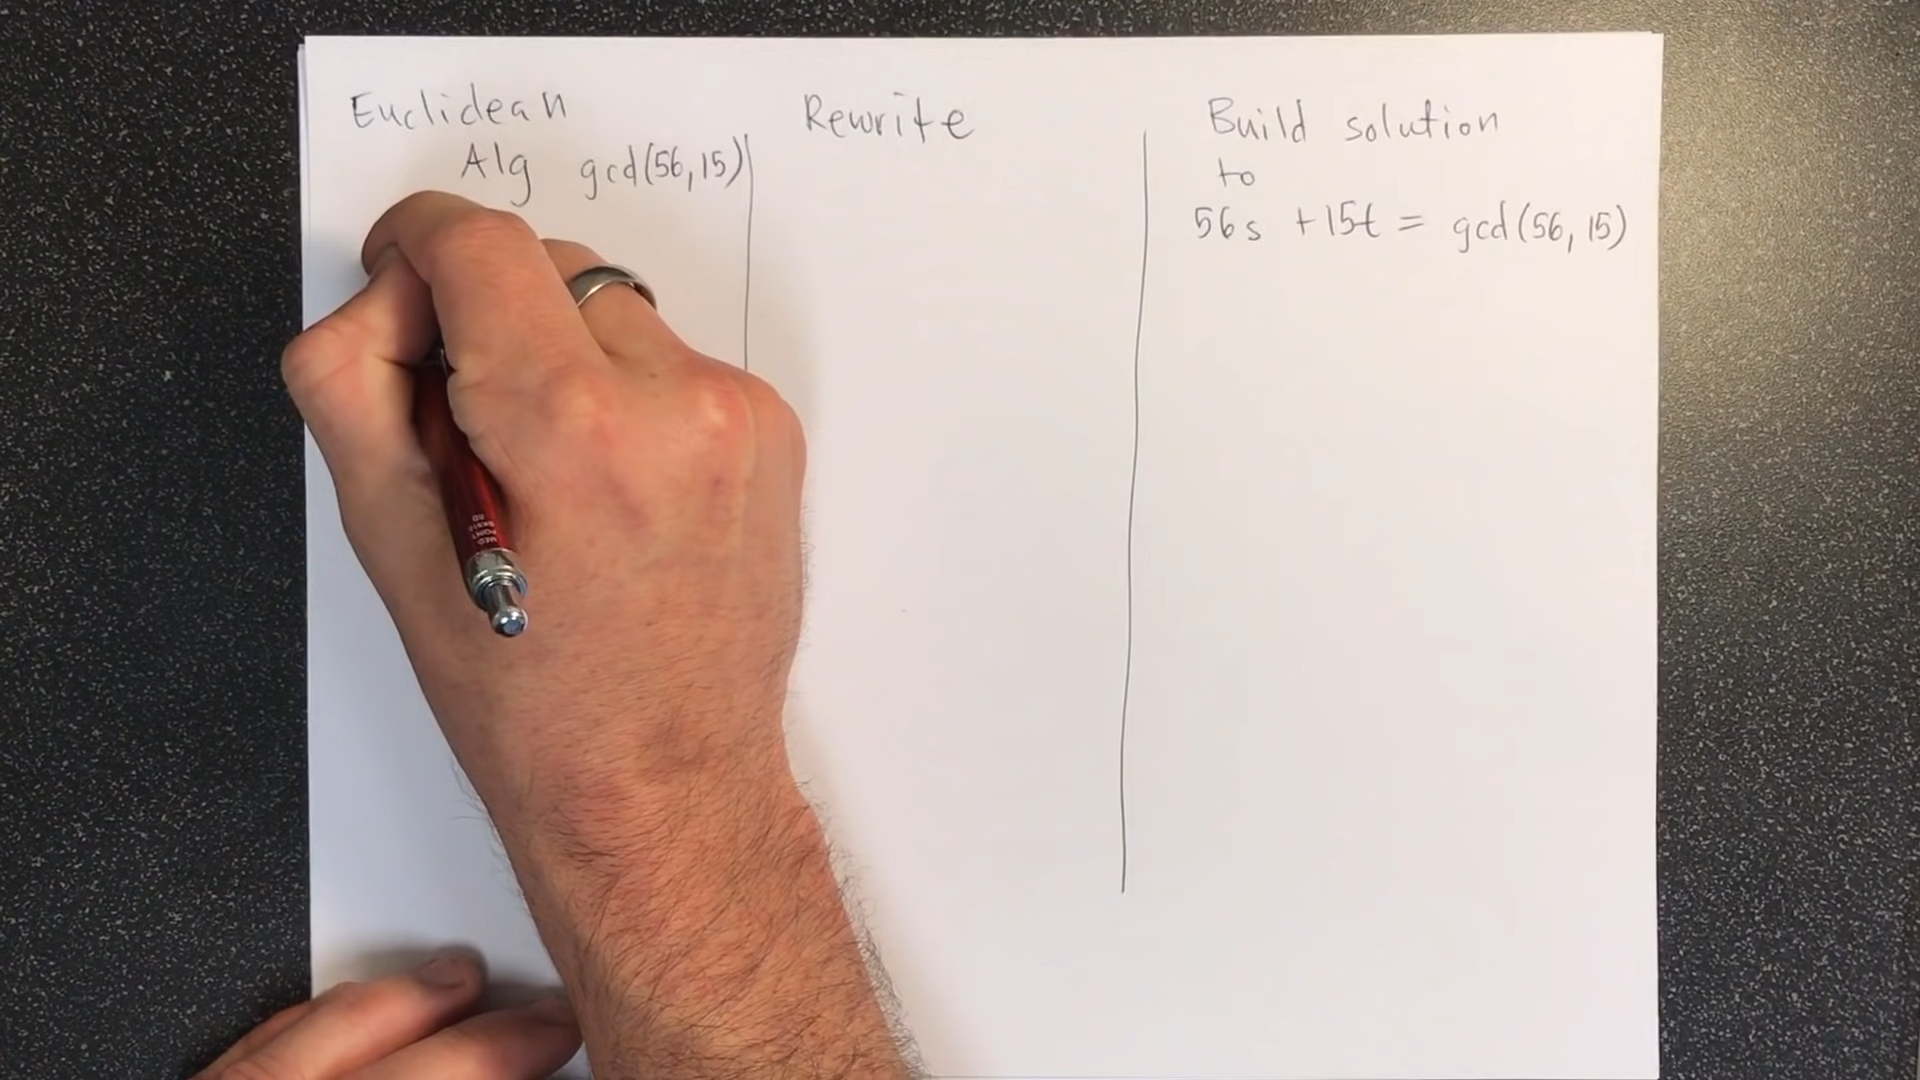 Euclidean
Alg gcd(56,15)
Rewrite
Build solution
to
56s +15t = gcd(56, 15)